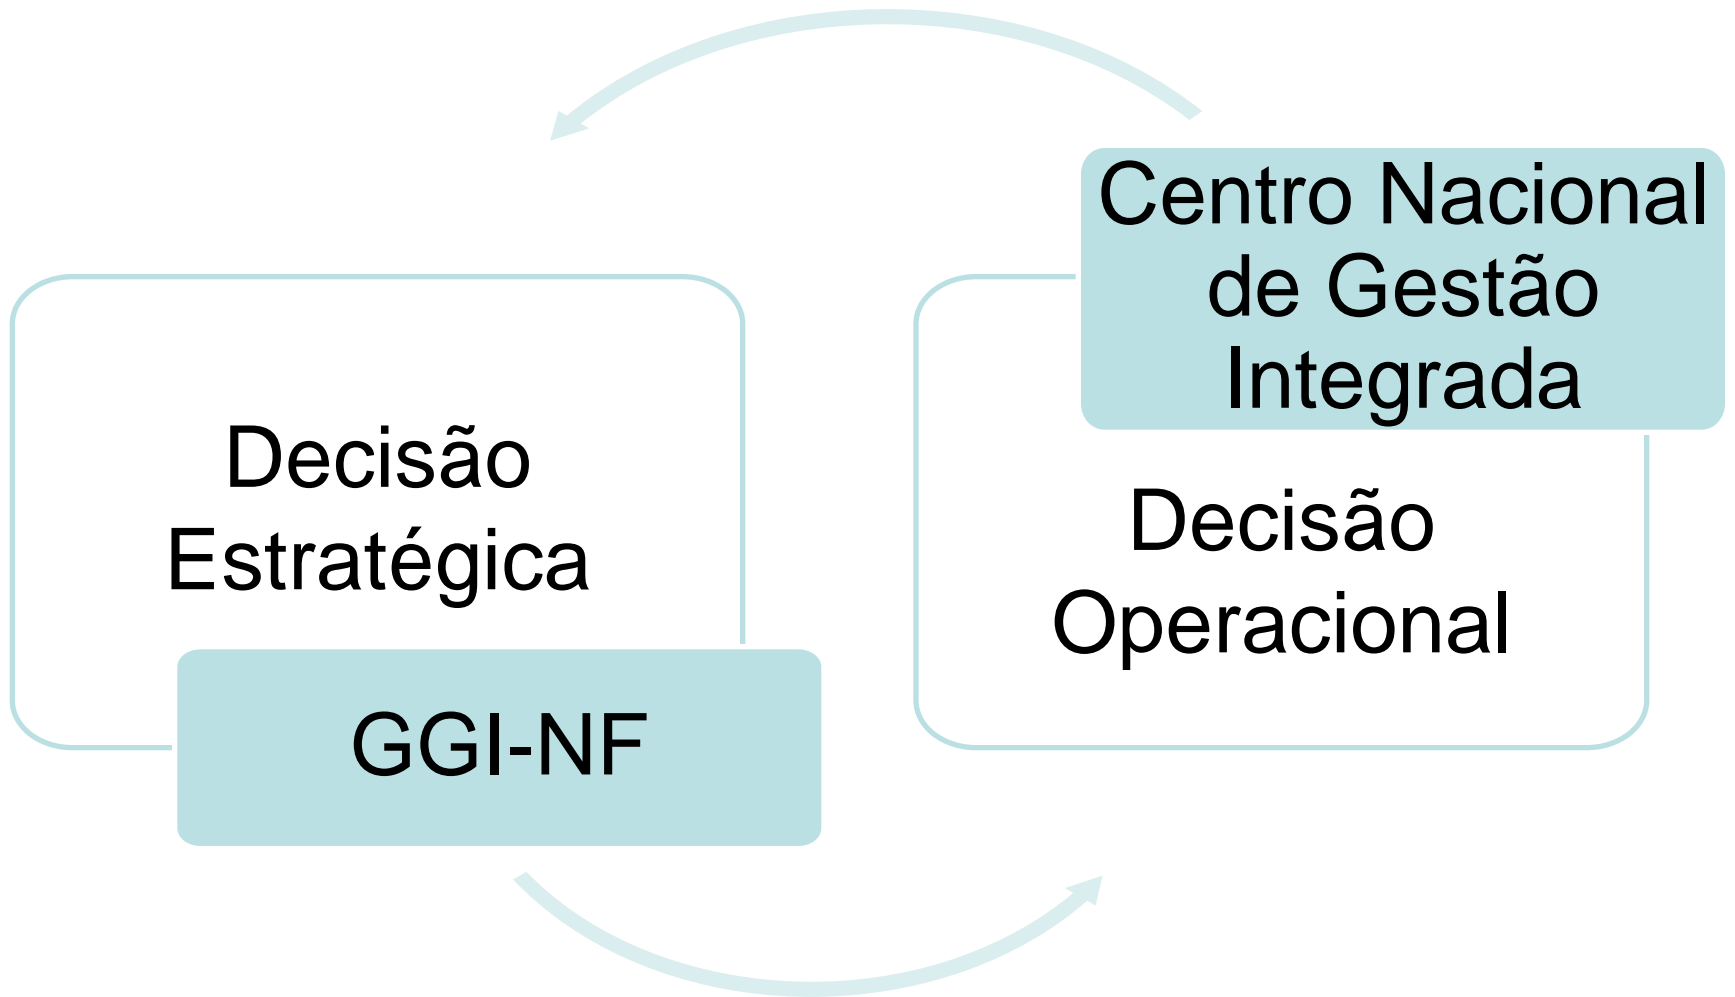 Decisão
Estratégica
GGI-NF
Centro Nacional
de Gestão
Integrada
Decisão
Operacional